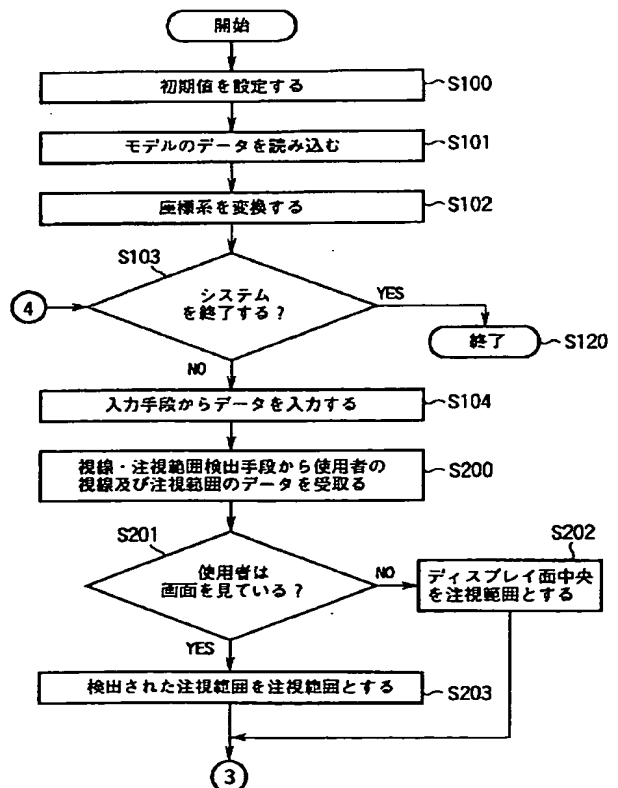 開始
初期値を設定する
S100
モデルのデータを読み込む
S101
座標系を変換する
S102
S103
システム
を終了する？
YES
4
終了
S120
NO
入力手段からデータを入力する
S104
視線・注視範囲検出手段から使用者の
視線及び注視範囲のデータを受取る
S200
S201
使用者は
画面を見ている？
NO
S202
ディスプレイ面中央
を注視範囲とする
YES
検出された注視範囲を注視範囲とする
S203
3